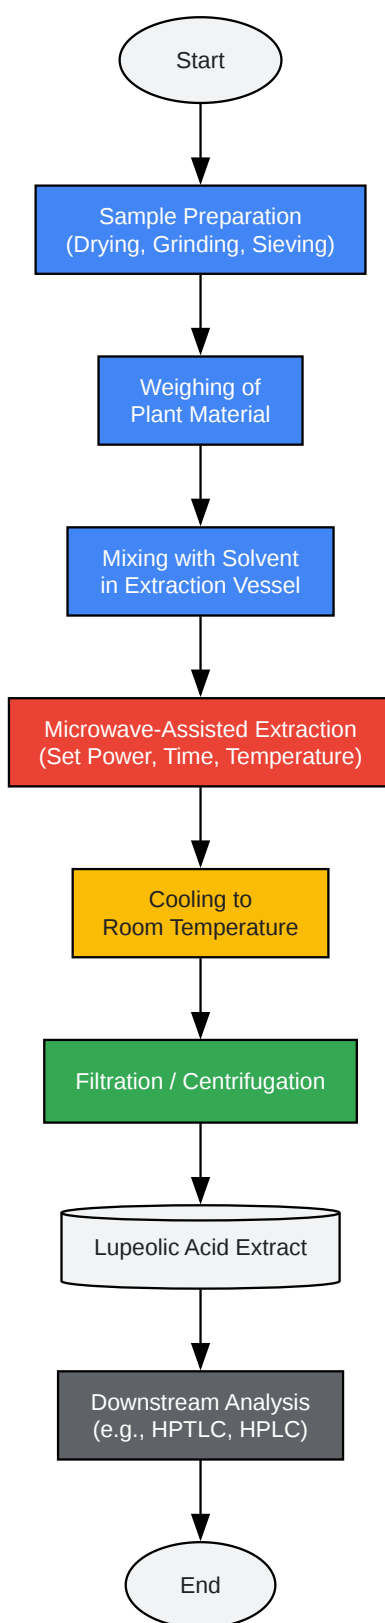 Start
Sample Preparation
(Drying, Grinding, Sieving)
Weighing of
Plant Material
Mixing with Solvent
in Extraction Vessel
Microwave-Assisted Extraction
(Set Power, Time, Temperature)
Cooling to
Room Temperature
Filtration / Centrifugation
Lupeolic Acid Extract
Downstream Analysis
(e.g., HPTLC, HPLC)
End